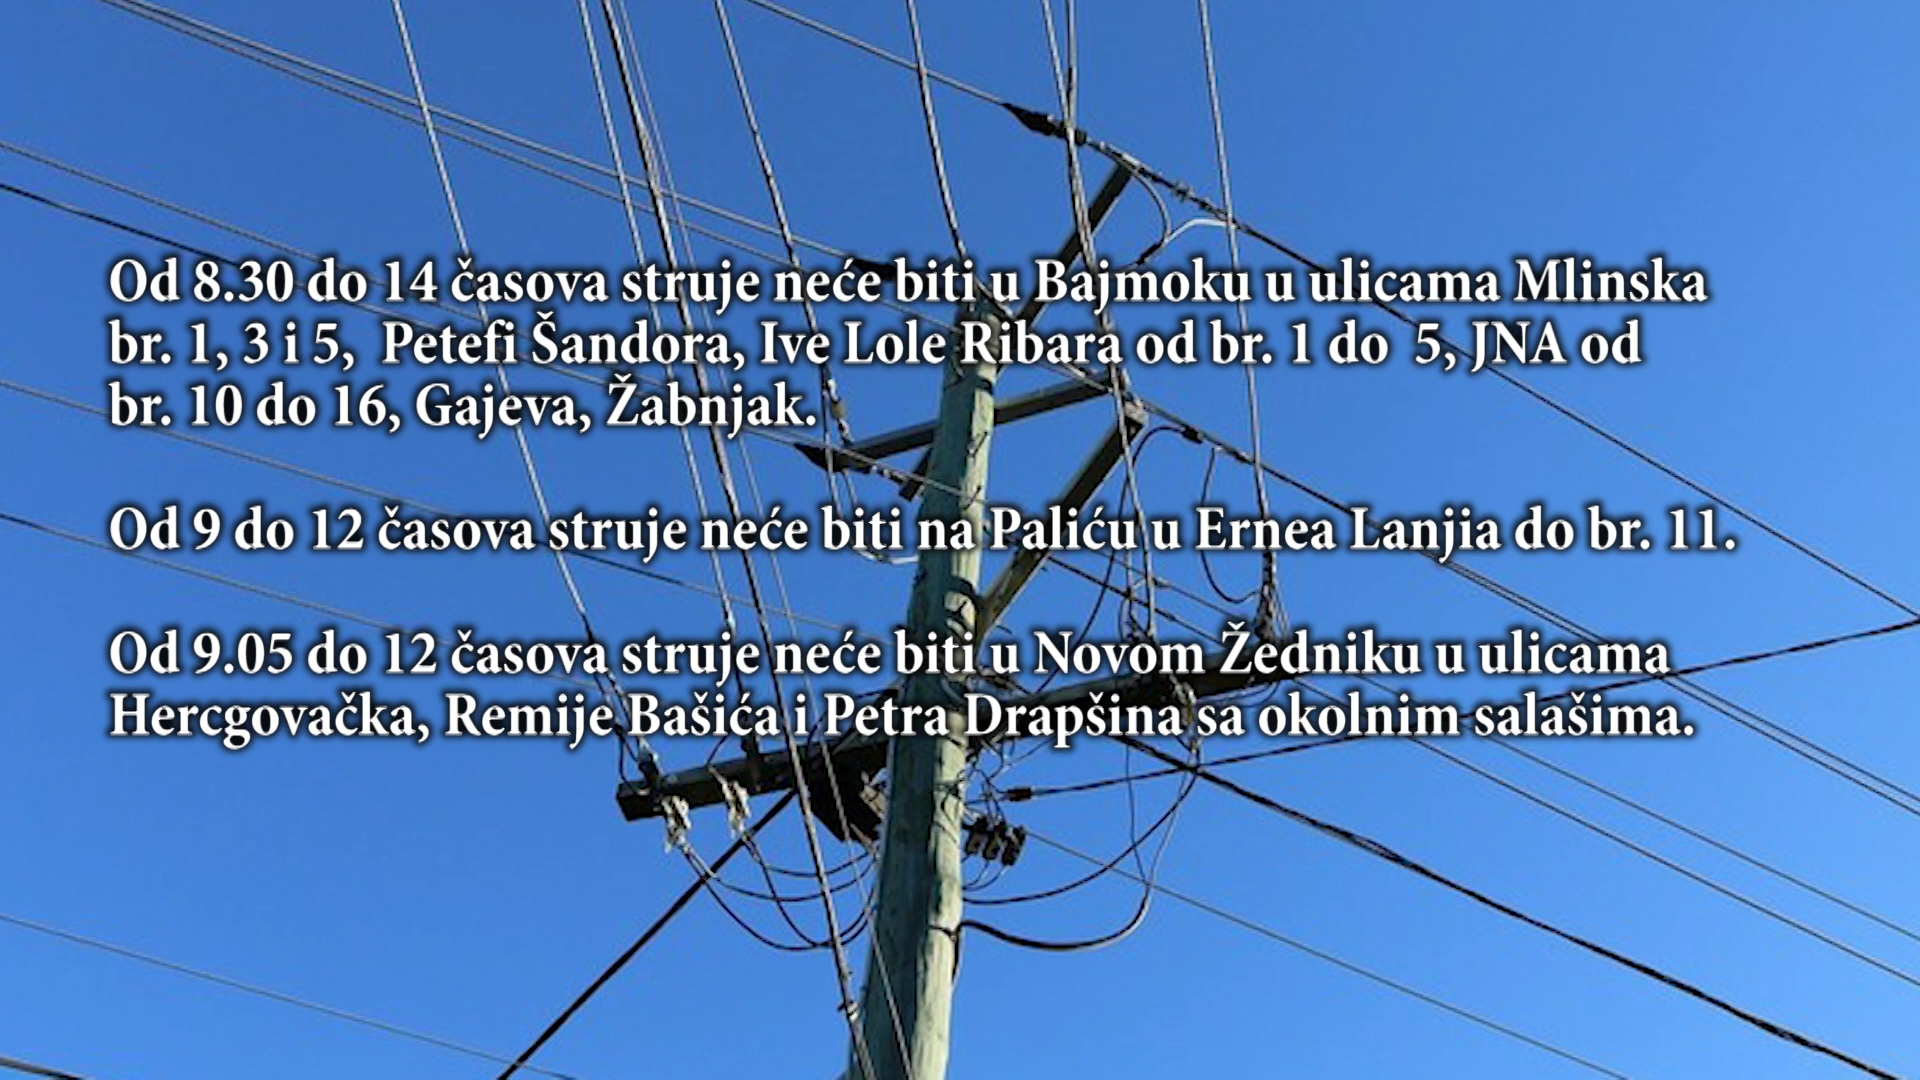 Od 8.30 do 14 časova struje neće biti u Bajmoku u ulicama Mlinska
br. 1, 3 i 5,  Petefi Šandora, Ive Lole Ribara od br. 1 do  5, JNA od
br. 10 do 16, Gajeva, Žabnjak.
Od 9 do 12 časova struje neće biti na Paliću u Ernea Lanjia do br. 11.
Od 9.05 do 12 časova struje neće biti u Novom Žedniku u ulicama
Hercgovačka, Remije Bašića i Petra Drapšina sa okolnim salašima.